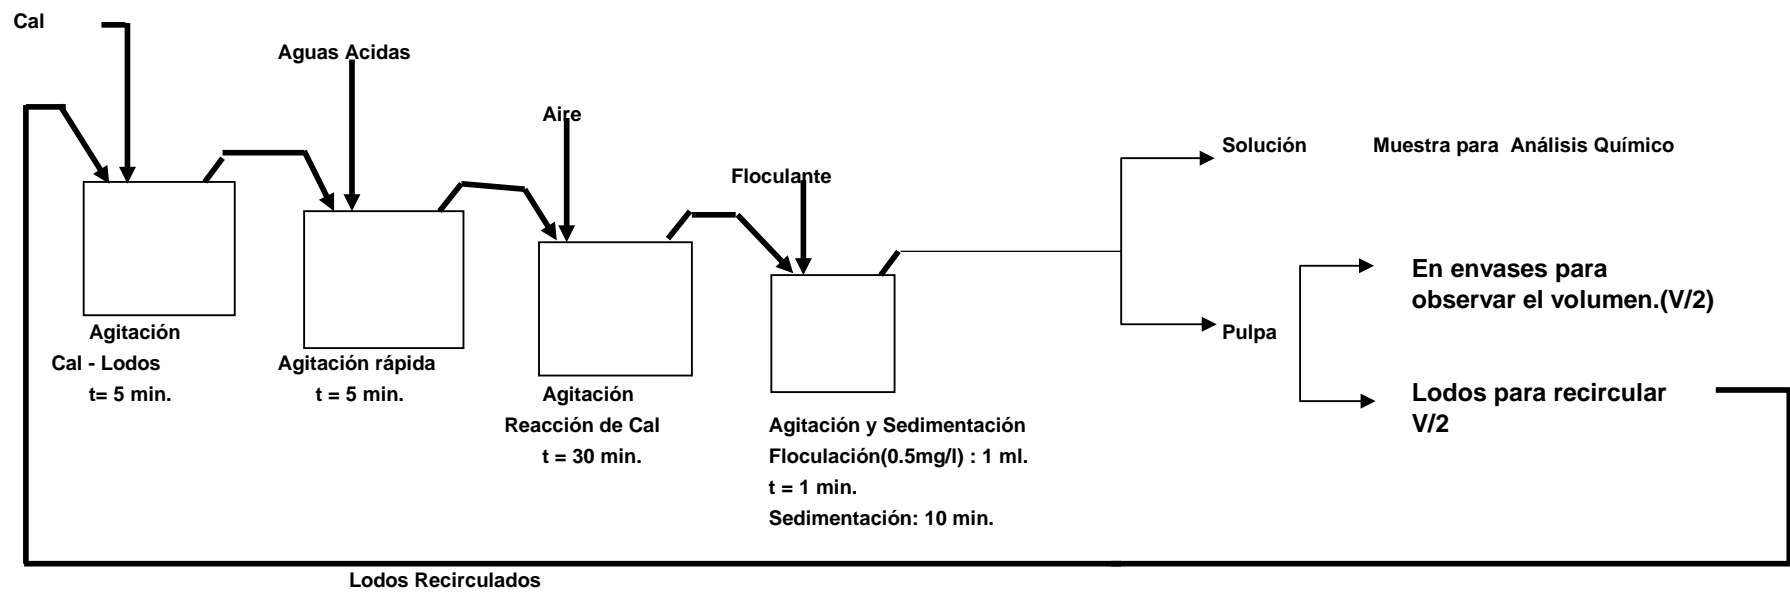 Cal
Aguas Acidas
Aire
Floculante
Solución
Muestra para Análisis Químico
En envases para
observar el volumen.(V/2)
Pulpa
Lodos para recircular
V/2
Agitación
Cal - Lodos
t= 5 min.
Agitación rápida
t = 5 min.
Agitación
Reacción de Cal
t = 30 min.
Agitación y Sedimentación
Floculación(0.5mg/l) : 1 ml.
t = 1 min.
Sedimentación: 10 min.
Lodos Recirculados